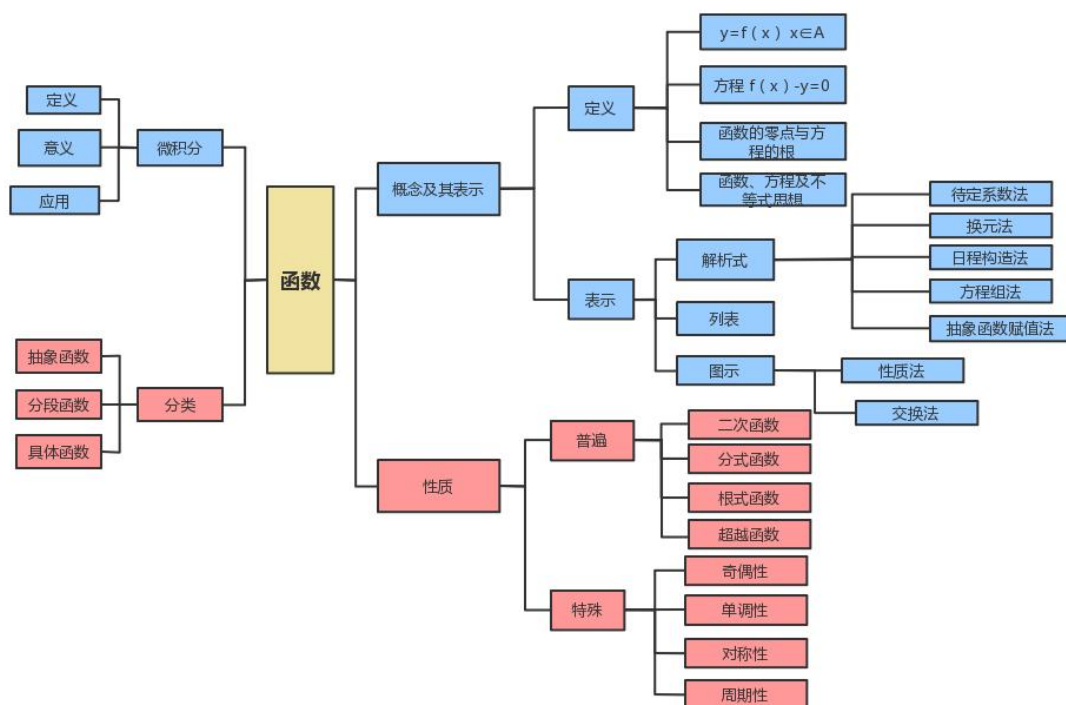 定义
意义
应用
微积分
抽象函数
分段函数
具体函数
分类
函数
概念及其表示
定义
y=f(x) x∈A
方程 f(x)-y=0
函数的零点与方
程的根
函数、方程及不
等式思想
表示
解析式
待定系数法
换元法
日程构造法
方程组法
抽象函数赋值法
列表
图示
性质法
交换法
性质
普遍
二次函数
分式函数
根式函数
超越函数
特殊
奇偶性
单调性
对称性
周期性